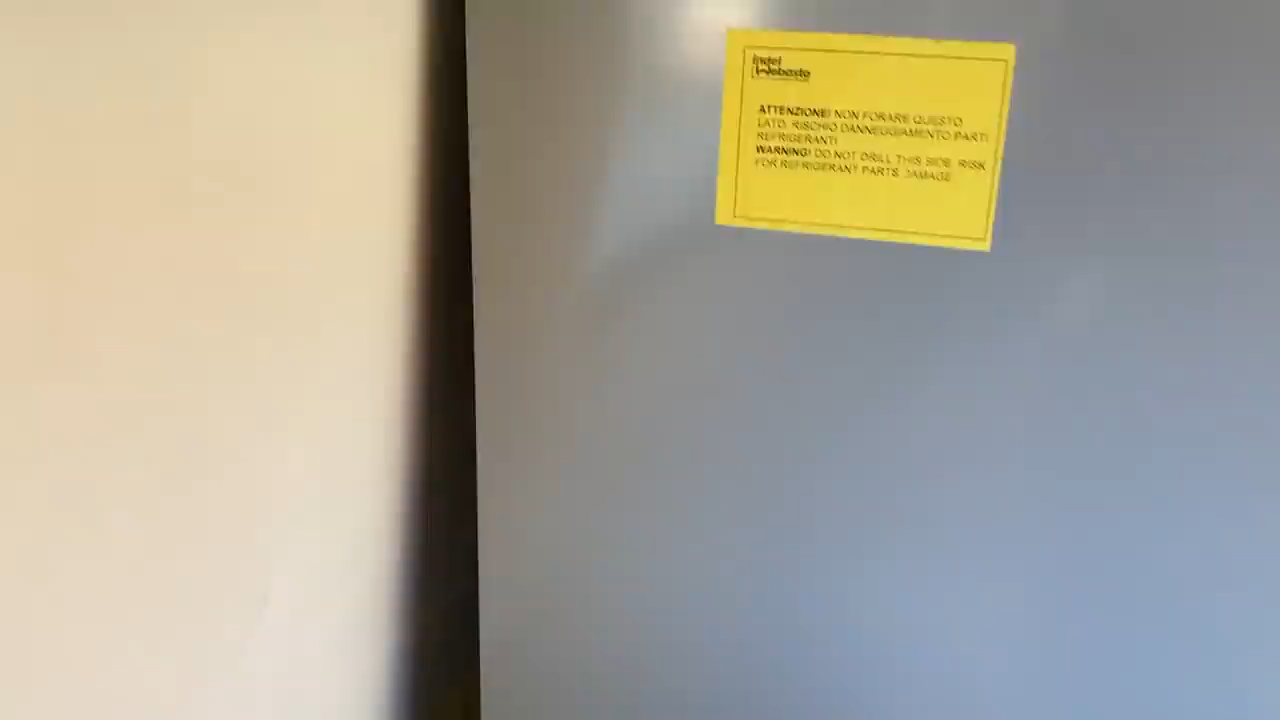 indel
Webasto
ATTENZIONE! NON FORARE QUESTO
LATO. RISCHIO DANNEGGIAMENTO PARTI
REFRIGERANTI
WARNING! DO NOT DRILL THIS SIDE. RISK
FOR REFRIGERANT PARTS DAMAGE